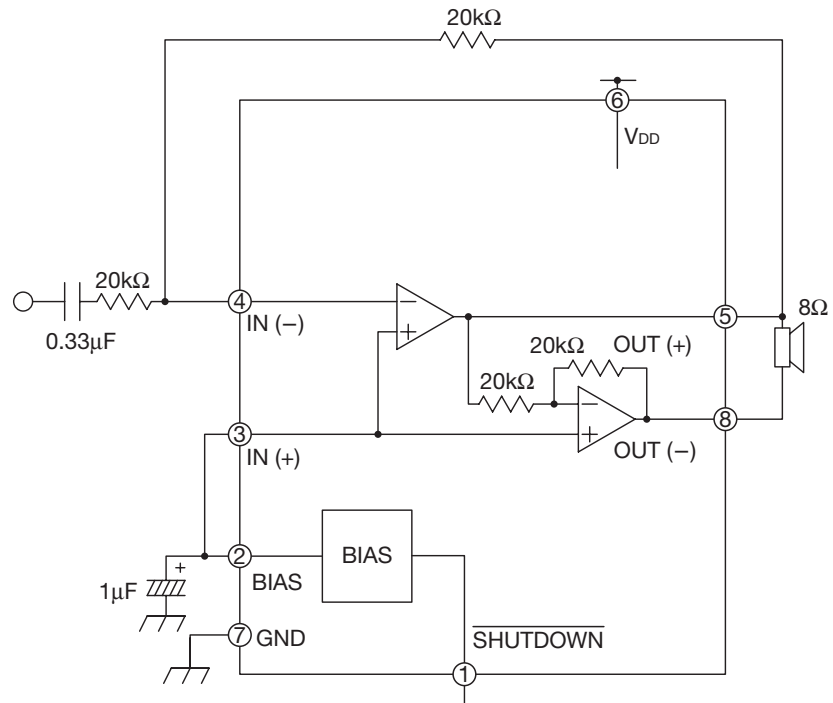 20kΩ
6
VDD
20kΩ
4
IN (−)
0.33µF
−
+
5
8Ω
20kΩ
OUT (+)
20kΩ
−
+
8
OUT (−)
3
IN (+)
2
BIAS
BIAS
+
1µF
7
GND
SHUTDOWN
1